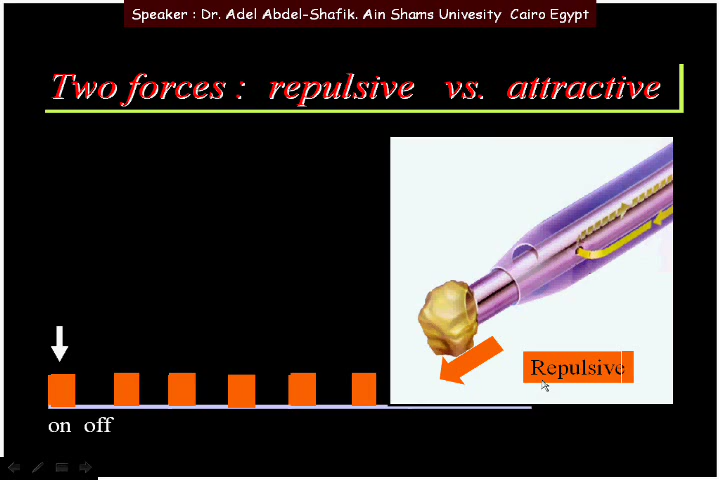 Speaker : Dr. Adel Abdel-Shafik. Ain Shams Univesity Cairo Egypt
Two forces : repulsive vs. attractive
Repulsive
on off